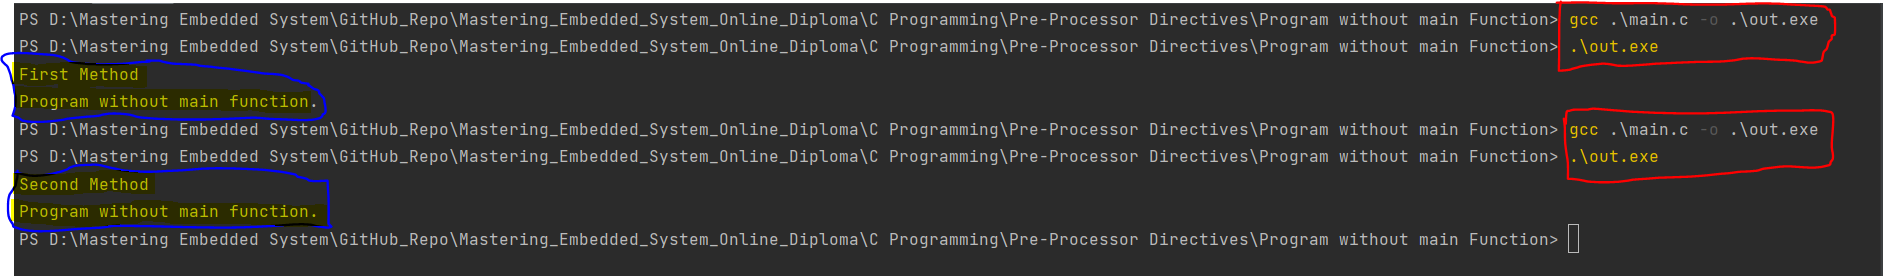 PS D:\Mastering Embedded System\GitHub_Repo\Mastering_Embedded_System_Online_Diploma\C Programming\Pre-Processor Directives\Program without main Function> gcc .\main.c -o .\out.exe
PS D:\Mastering Embedded System\GitHub_Repo\Mastering_Embedded_System_Online_Diploma\C Programming\Pre-Processor Directives\Program without main Function> .\out.exe
First Method
Program without main function.
PS D:\Mastering Embedded System\GitHub_Repo\Mastering_Embedded_System_Online_Diploma\C Programming\Pre-Processor Directives\Program without main Function> gcc .\main.c -o .\out.exe
PS D:\Mastering Embedded System\GitHub_Repo\Mastering_Embedded_System_Online_Diploma\C Programming\Pre-Processor Directives\Program without main Function> .\out.exe
Second Method
Program without main function.
PS D:\Mastering Embedded System\GitHub_Repo\Mastering_Embedded_System_Online_Diploma\C Programming\Pre-Processor Directives\Program without main Function>